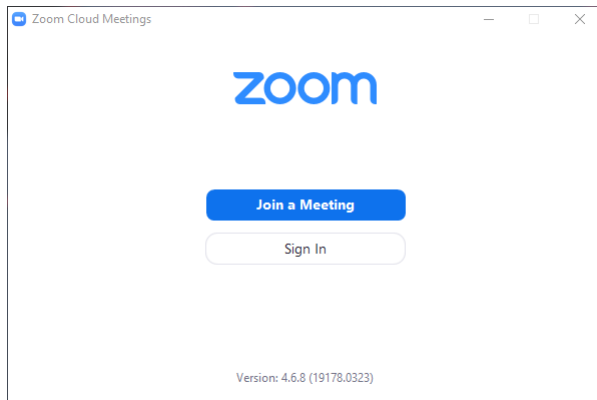 Zoom Cloud Meetings
zoom
Join a Meeting
Sign In
Version: 4.6.8 (19178.0323)